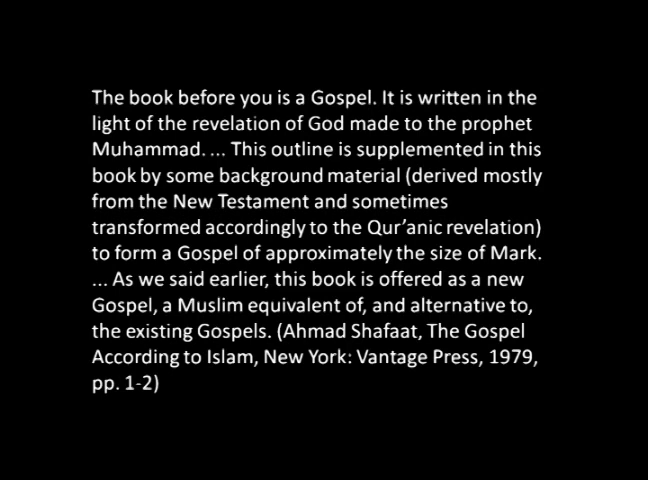 The book before you is a Gospel. It is written in the
light of the revelation of God made to the prophet
Muhammad. ... This outline is supplemented in this
book by some background material (derived mostly
from the New Testament and sometimes
transformed accordingly to the Qur’anic revelation)
to form a Gospel of approximately the size of Mark.
... As we said earlier, this book is offered as a new
Gospel, a Muslim equivalent of, and alternative to,
the existing Gospels. (Ahmad Shafaat, The Gospel
According to Islam, New York: Vantage Press, 1979,
pp. 1-2)